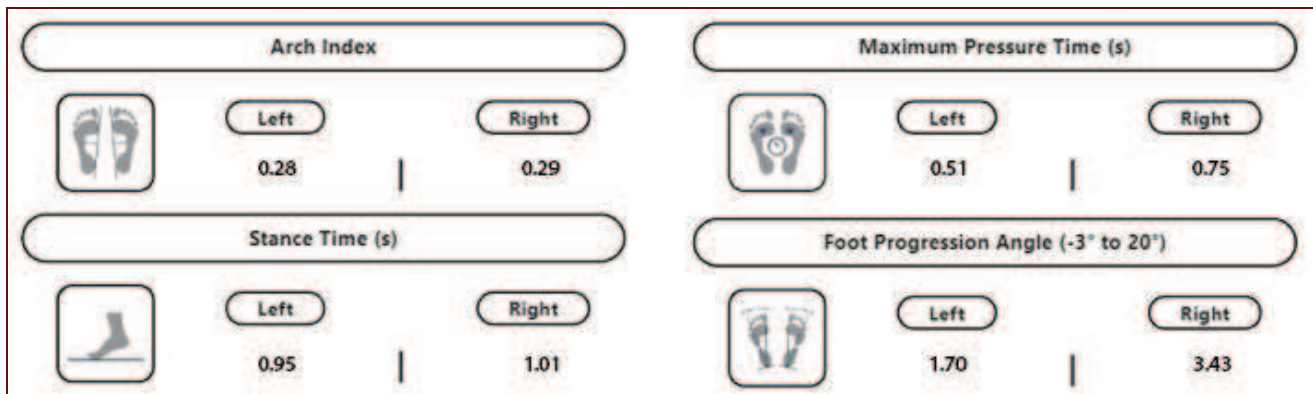 Arch Index
Left Right
0.28 | 0.29
Stance Time (s)
Left Right
0.95 | 1.01
Maximum Pressure Time (s)
Left Right
0.51 | 0.75
Foot Progression Angle (-3° to 20°)
Left Right
1.70 | 3.43